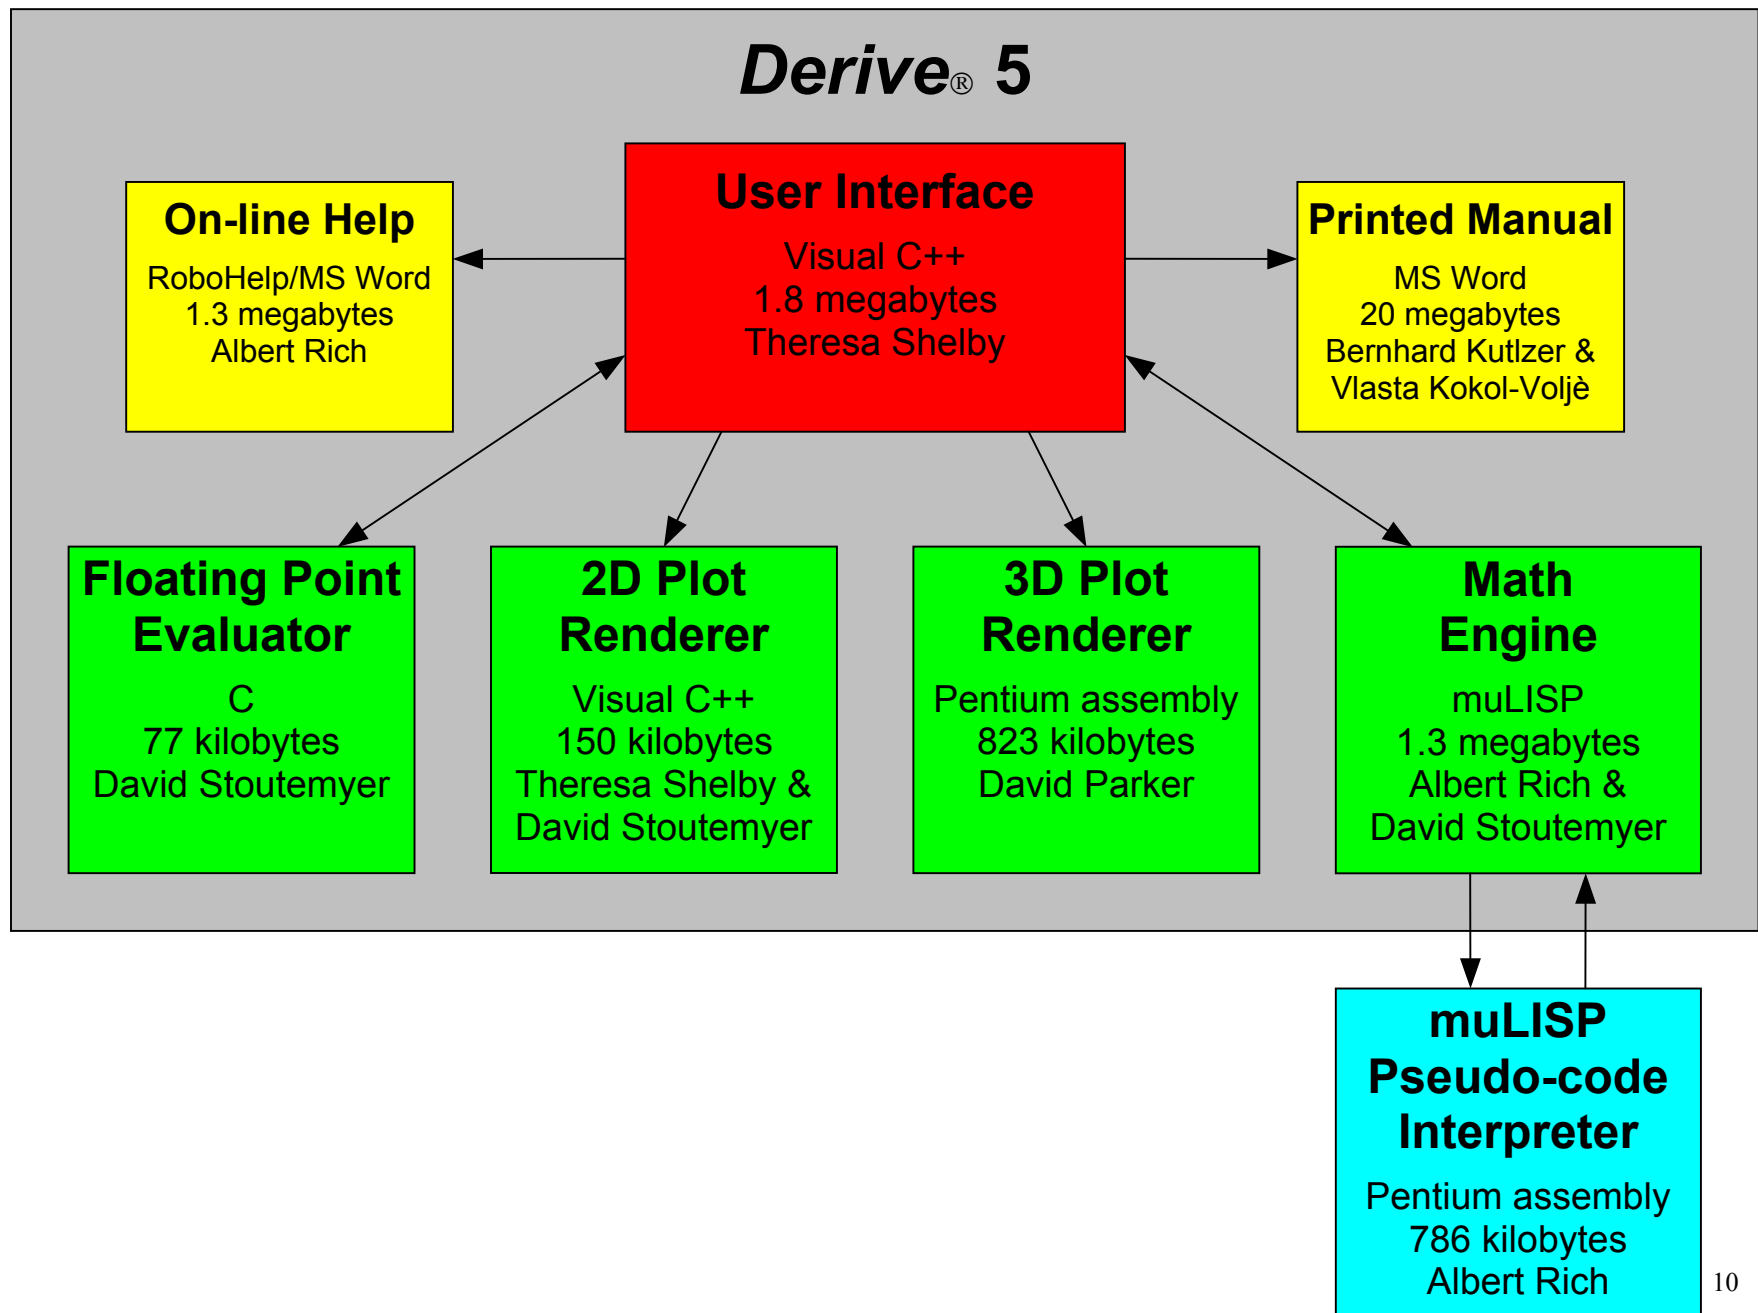 Derive® 5
User Interface
Visual C++
1.8 megabytes
Theresa Shelby
On-line Help
RoboHelp/MS Word
1.3 megabytes
Albert Rich
Printed Manual
MS Word
20 megabytes
Bernhard Kutlzer &
Vlasta Kokol-Voljè
Floating Point
Evaluator
C
77 kilobytes
David Stoutemyer
2D Plot
Renderer
Visual C++
150 kilobytes
Theresa Shelby &
David Stoutemyer
3D Plot
Renderer
Pentium assembly
823 kilobytes
David Parker
Math
Engine
muLISP
1.3 megabytes
Albert Rich &
David Stoutemyer
muLISP
Pseudo-code
Interpreter
Pentium assembly
786 kilobytes
Albert Rich
10